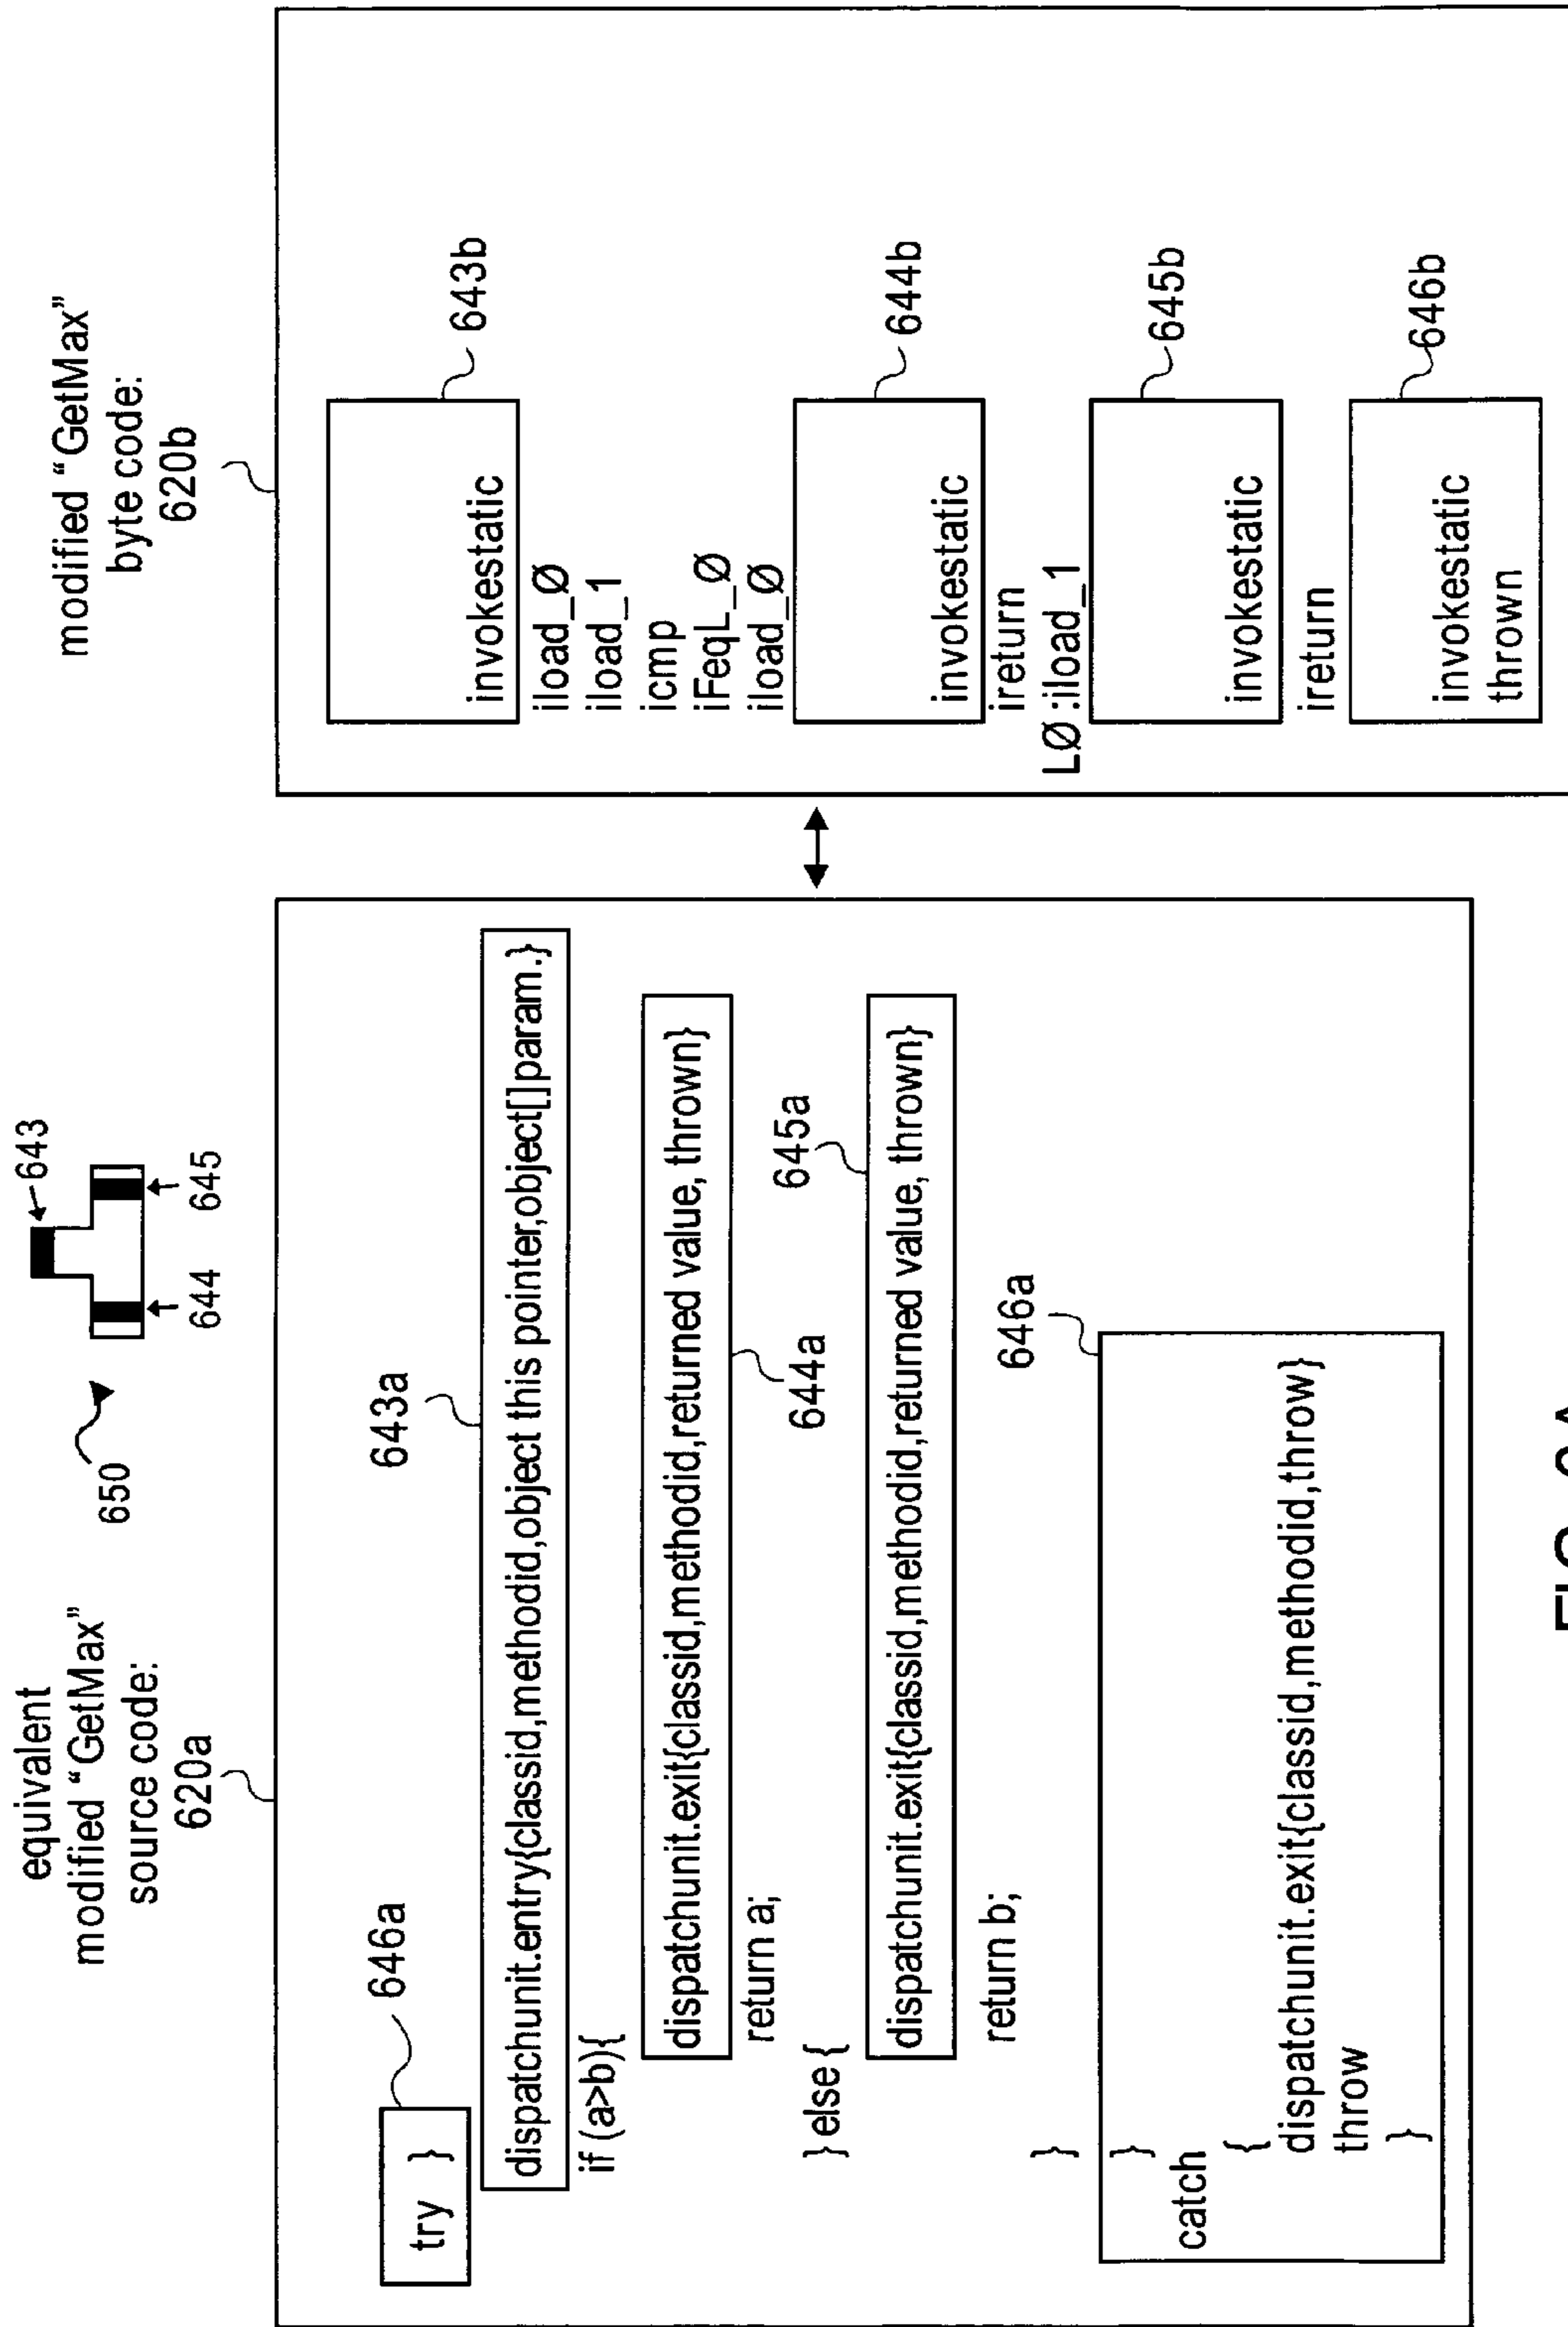 equivalent
modified “GetMax”
source code:
620a
650
643
644
645
646a
try }
643a
dispatchunit.entry{classid,methodid,object this pointer,object[]param.}
if (a>b){
dispatchunit.exit{classid,methodid,returned value, thrown}
644a
return a;
} else {
645a
dispatchunit.exit{classid,methodid,returned value, thrown}
return b;
}
646a
}
catch
{
dispatchunit.exit{classid,methodid,throw}
throw
}
modified “GetMax”
byte code:
620b
643b
invokestatic
iload_Ø
iload_1
icmp
iFeqL_Ø
iload_Ø
644b
invokestatic
ireturn
LØ:iload_1
645b
invokestatic
ireturn
646b
invokestatic
thrown